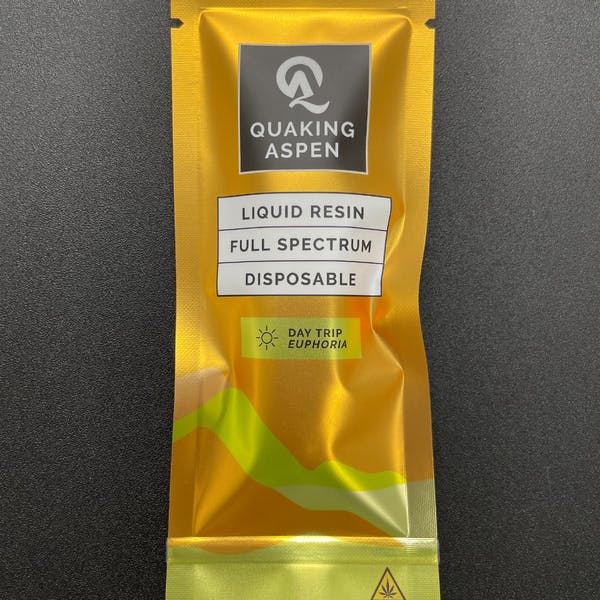 QUAKING
ASPEN
LIQUID RESIN
FULL SPECTRUM
DISPOSABLE
DAY TRIP
EUPHORIA